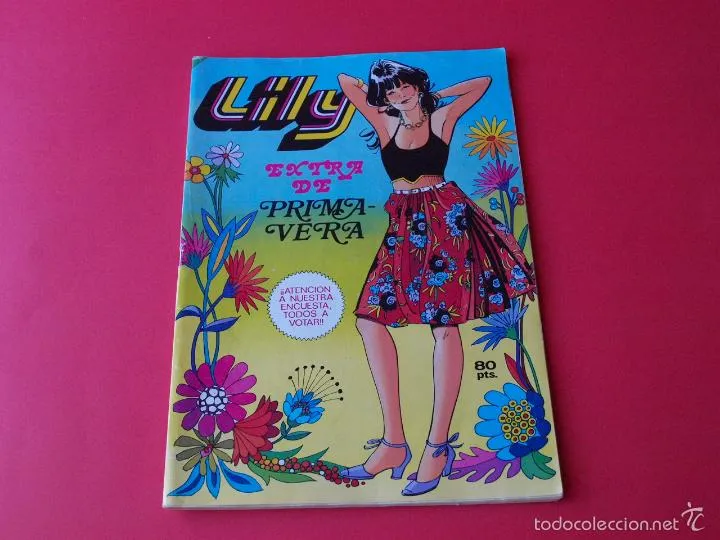 Lily
EXTRA
DE
PRIMA-
VERA
¡¡ATENCION
A NUESTRA
ENCUESTA,
TODOS A
VOTAR!!
80
pts.
todocoleccion.net